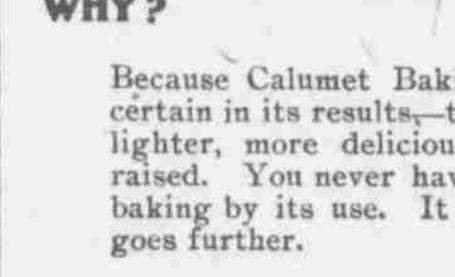 WHY?
Because Calumet Baki
certain in its results,—t
lighter, more deliciou
raised. You never hav
baking by its use. It
goes further.